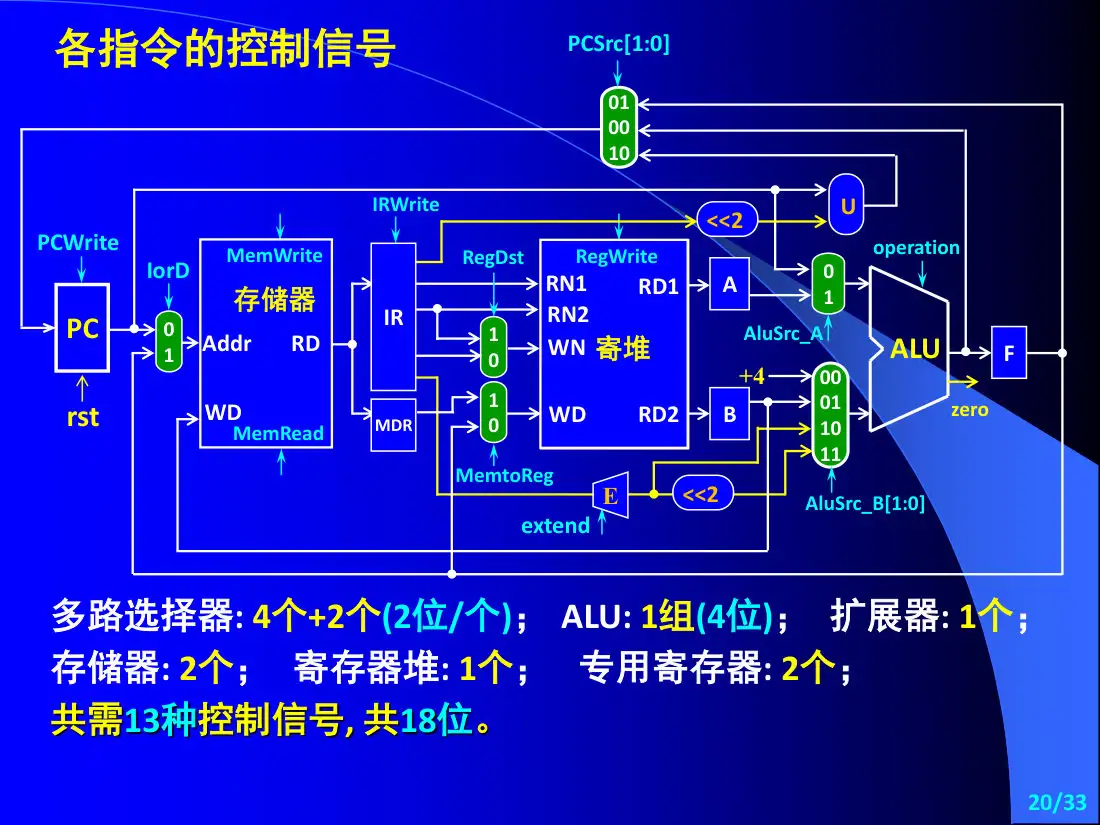 各指令的控制信号
PCSrc[1:0]
01
00
10
IRWrite
<<2
U
PCWrite
IorD
MemWrite
RegDst
RegWrite
operation
存储器
RN1
RD1
A
0
1
PC
0
1
Addr
RD
IR
RN2
1
0
WN
寄堆
AluSrc_A
ALU
F
rst
WD
MemRead
MDR
1
0
WD
RD2
B
+4
00
01
10
11
zero
MemtoReg
E
<<2
extend
AluSrc_B[1:0]
多路选择器: 4个+2个(2位/个)； ALU: 1组(4位)； 扩展器: 1个；
存储器: 2个； 寄存器堆: 1个； 专用寄存器: 2个；
共需13种控制信号, 共18位。
20/33